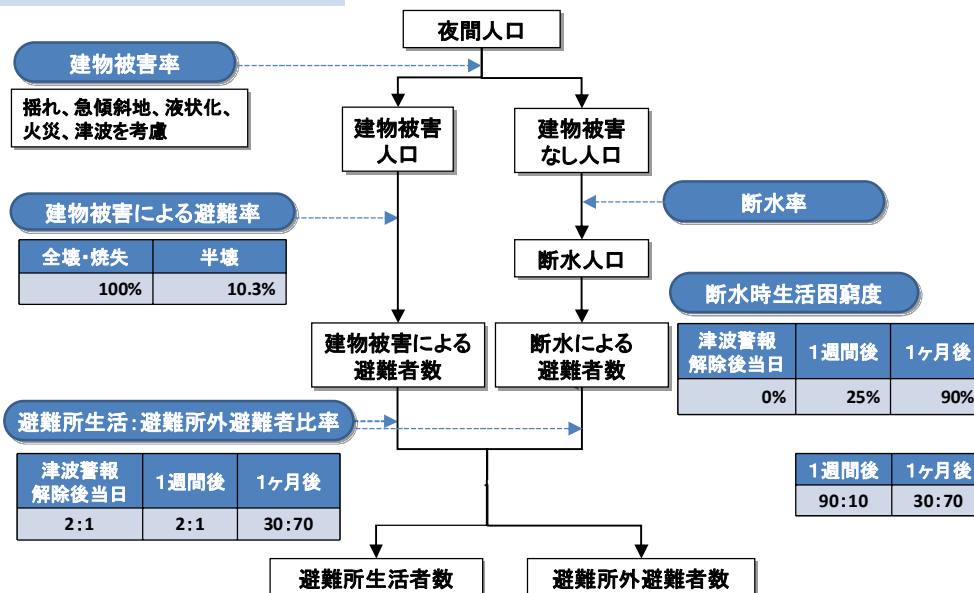 夜間人口
建物被害率
揺れ、急傾斜地、液状化、
火災、津波を考慮
建物被害
人口
建物被害
なし人口
建物被害による避難率
全壊・焼失 半壊
100% 10.3%
断水率
断水人口
断水時生活困窮度
津波警報
解除後当日 1週間後 1ヶ月後
0% 25% 90%
建物被害による
避難者数
断水による
避難者数
避難所生活:避難所外避難者比率
津波警報
解除後当日 1週間後 1ヶ月後
2:1 2:1 30:70
1週間後 1ヶ月後
90:10 30:70
避難所生活者数
避難所外避難者数